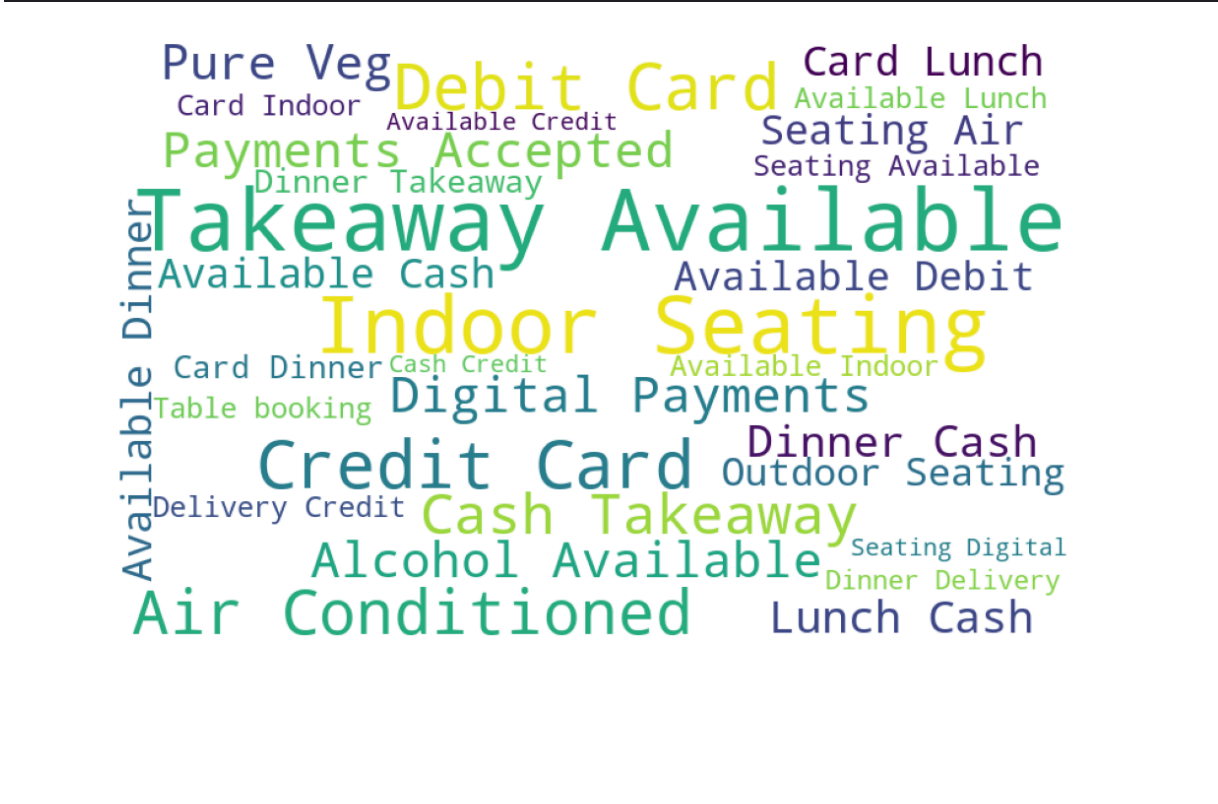 Pure Veg
Debit Card
Card Lunch
Card Indoor
Available Lunch
Available Credit
Seating Air
Payments Accepted
Seating Available
Dinner Takeaway
Takeaway Available
Available Dinner
Available Cash
Available Debit
Indoor Seating
Card Dinner
Cash Credit
Available Indoor
Table booking
Digital Payments
Dinner Cash
Credit Card
Outdoor Seating
Delivery Credit
Cash Takeaway
Alcohol Available
Seating Digital
Dinner Delivery
Air Conditioned
Lunch Cash